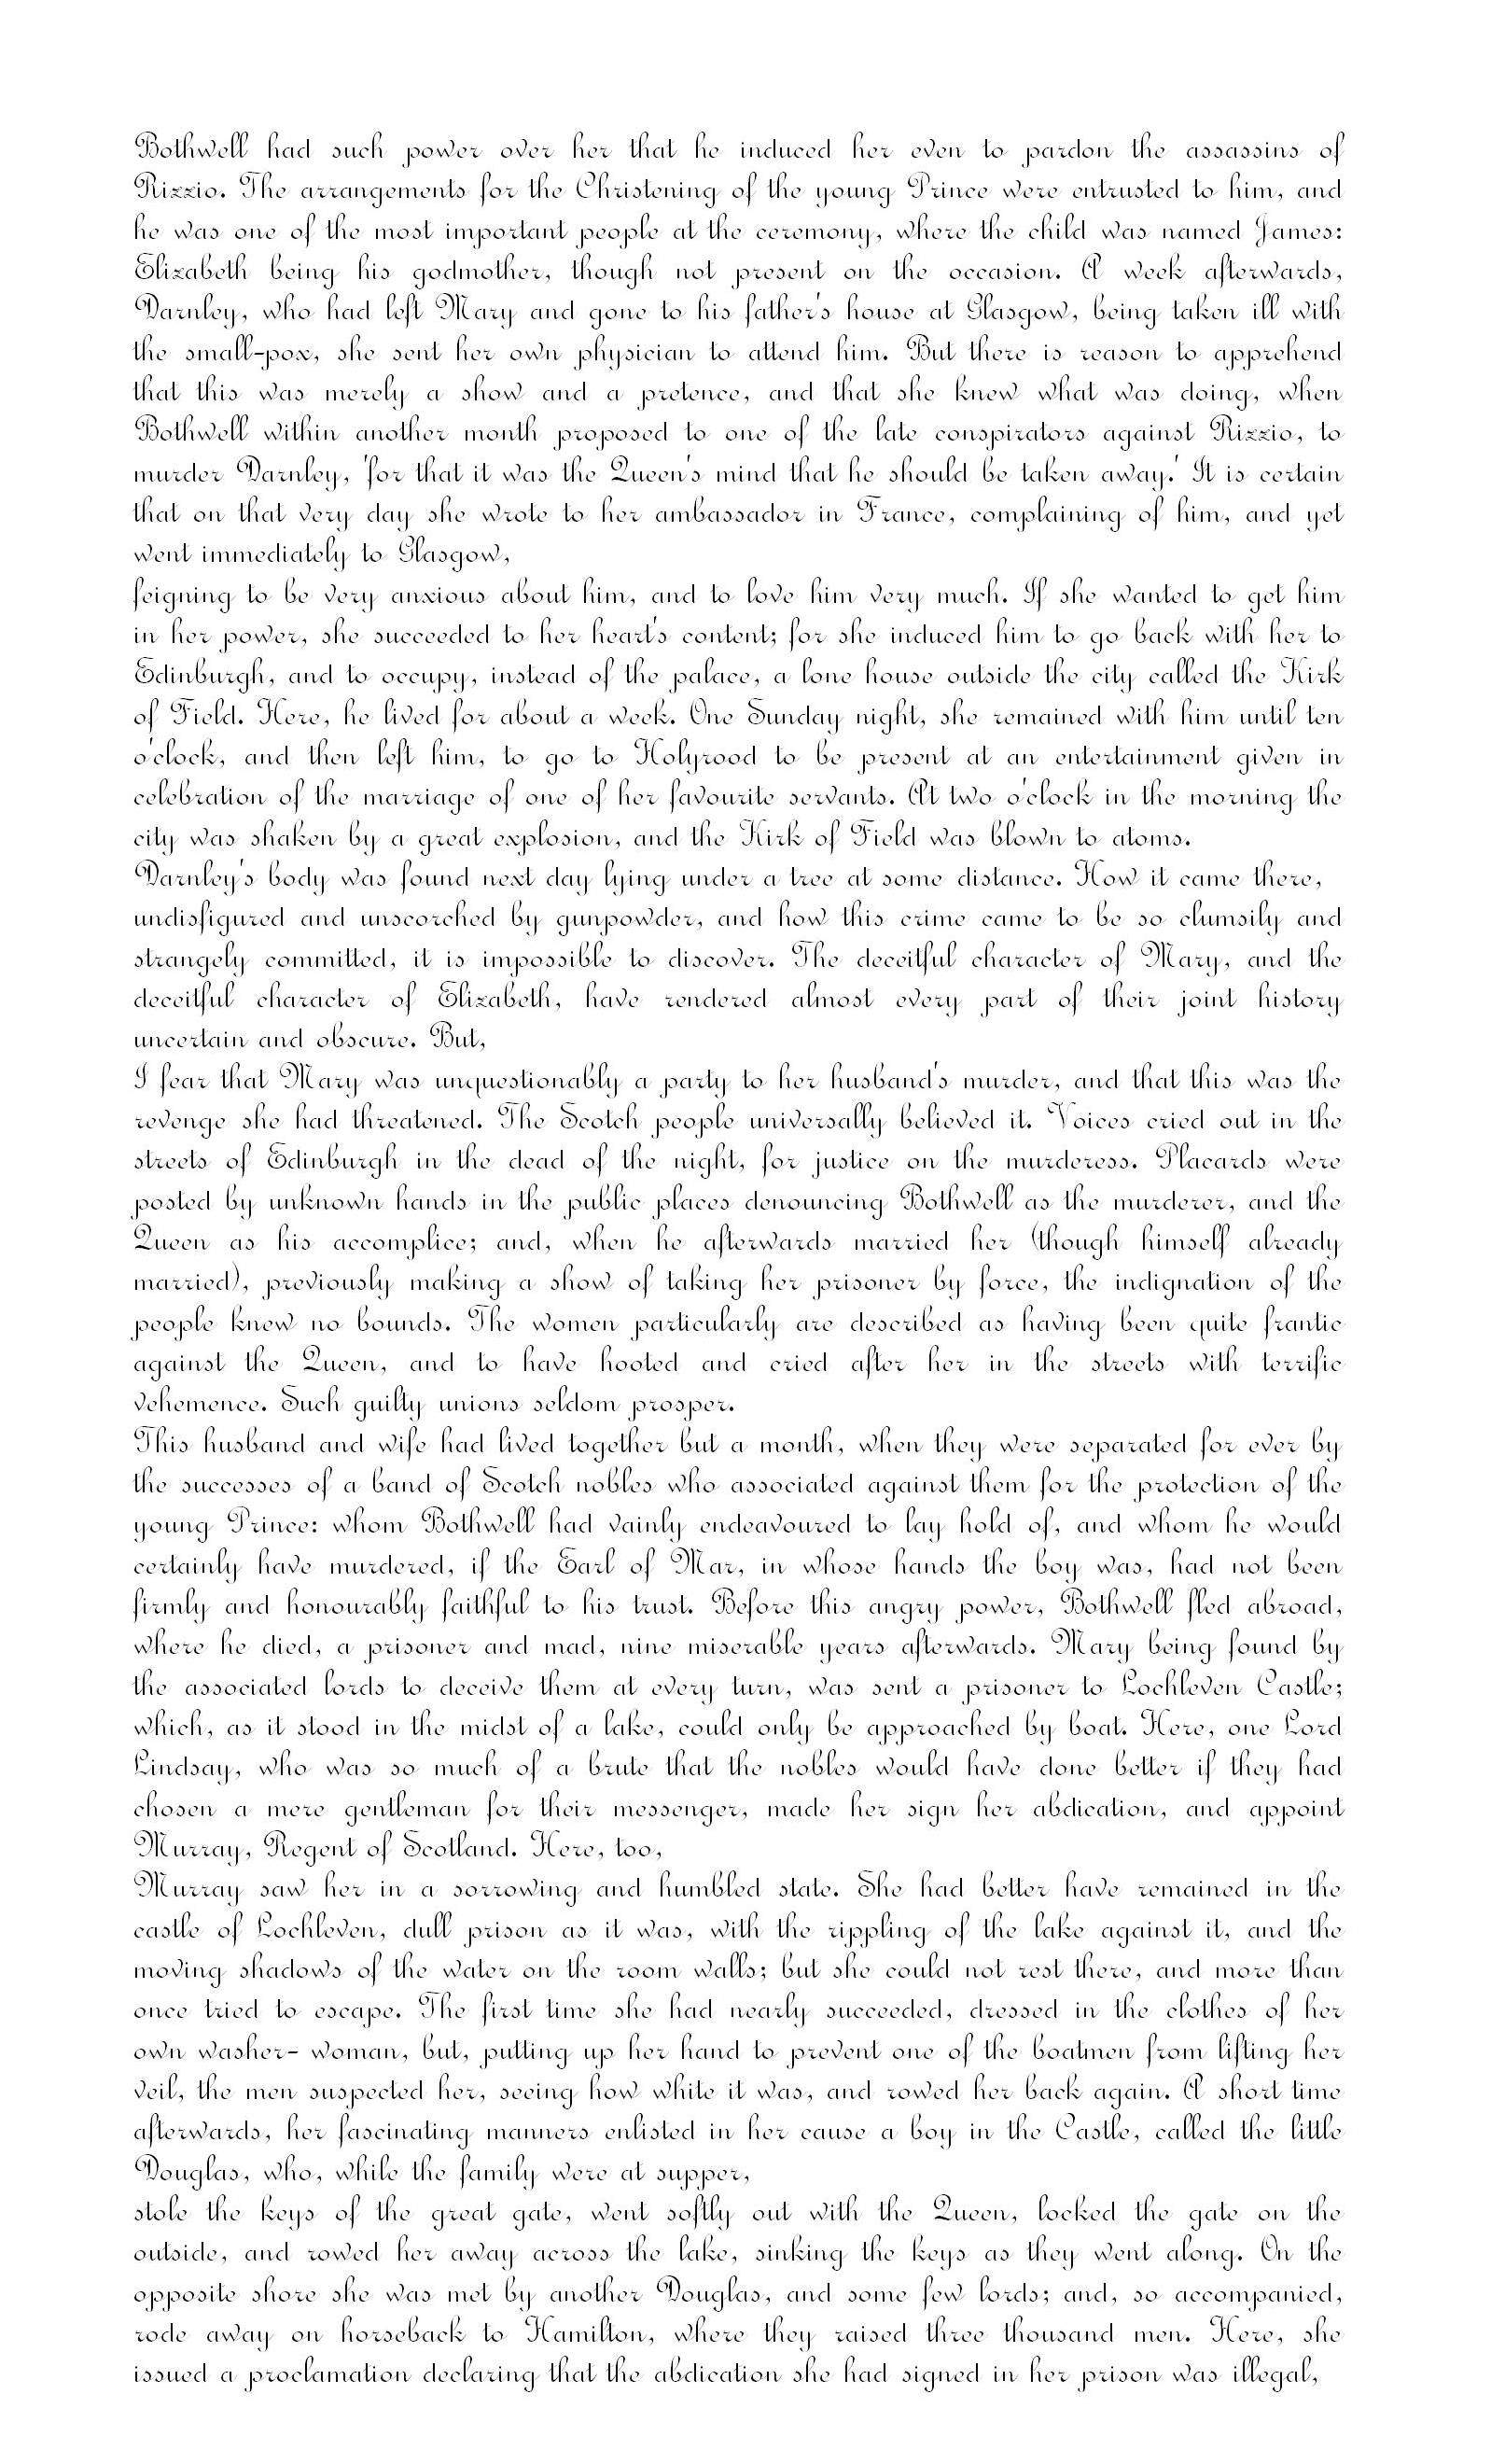 Bothwell had such power over her that he induced her even to pardon the assassins of
Rizzio. The arrangements for the Christening of the young Prince were entrusted to him, and
he was one of the most important people at the ceremony, where the child was named James:
Elizabeth being his godmother, though not present on the occasion. A week afterwards,
Darnley, who had left Mary and gone to his father's house at Glasgow, being taken ill with
the small-pox, she sent her own physician to attend him. But there is reason to apprehend
that this was merely a show and a pretence, and that she knew what was doing, when
Bothwell within another month proposed to one of the late conspirators against Rizzio, to
murder Darnley, 'for that it was the Queen's mind that he should be taken away.' It is certain
that on that very day she wrote to her ambassador in France, complaining of him, and yet
went immediately to Glasgow,
feigning to be very anxious about him, and to love him very much. If she wanted to get him
in her power, she succeeded to her heart's content; for she induced him to go back with her to
Edinburgh, and to occupy, instead of the palace, a lone house outside the city called the Kirk
of Field. Here, he lived for about a week. One Sunday night, she remained with him until ten
o'clock, and then left him, to go to Holyrood to be present at an entertainment given in
celebration of the marriage of one of her favourite servants. At two o'clock in the morning the
city was shaken by a great explosion, and the Kirk of Field was blown to atoms.
Darnley's body was found next day lying under a tree at some distance. How it came there,
undisfigured and unscorched by gunpowder, and how this crime came to be so clumsily and
strangely committed, it is impossible to discover. The deceitful character of Mary, and the
deceitful character of Elizabeth, have rendered almost every part of their joint history
uncertain and obscure. But,
I fear that Mary was unquestionably a party to her husband's murder, and that this was the
revenge she had threatened. The Scotch people universally believed it. Voices cried out in the
streets of Edinburgh in the dead of the night, for justice on the murderess. Placards were
posted by unknown hands in the public places denouncing Bothwell as the murderer, and the
Queen as his accomplice; and, when he afterwards married her (though himself already
married), previously making a show of taking her prisoner by force, the indignation of the
people knew no bounds. The women particularly are described as having been quite frantic
against the Queen, and to have hooted and cried after her in the streets with terrific
vehemence. Such guilty unions seldom prosper.
This husband and wife had lived together but a month, when they were separated for ever by
the successes of a band of Scotch nobles who associated against them for the protection of the
young Prince: whom Bothwell had vainly endeavoured to lay hold of, and whom he would
certainly have murdered, if the Earl of Mar, in whose hands the boy was, had not been
firmly and honourably faithful to his trust. Before this angry power, Bothwell fled abroad,
where he died, a prisoner and mad, nine miserable years afterwards. Mary being found by
the associated lords to deceive them at every turn, was sent a prisoner to Lochleven Castle;
which, as it stood in the midst of a lake, could only be approached by boat. Here, one Lord
Lindsay, who was so much of a brute that the nobles would have done better if they had
chosen a mere gentleman for their messenger, made her sign her abdication, and appoint
Murray, Regent of Scotland. Here, too,
Murray saw her in a sorrowing and humbled state. She had better have remained in the
castle of Lochleven, dull prison as it was, with the rippling of the lake against it, and the
moving shadows of the water on the room walls; but she could not rest there, and more than
once tried to escape. The first time she had nearly succeeded, dressed in the clothes of her
own washer- woman, but, putting up her hand to prevent one of the boatmen from lifting her
veil, the men suspected her, seeing how white it was, and rowed her back again. A short time
afterwards, her fascinating manners enlisted in her cause a boy in the Castle, called the little
Douglas, who, while the family were at supper,
stole the keys of the great gate, went softly out with the Queen, locked the gate on the
outside, and rowed her away across the lake, sinking the keys as they went along. On the
opposite shore she was met by another Douglas, and some few lords; and, so accompanied,
rode away on horseback to Hamilton, where they raised three thousand men. Here, she
issued a proclamation declaring that the abdication she had signed in her prison was illegal,